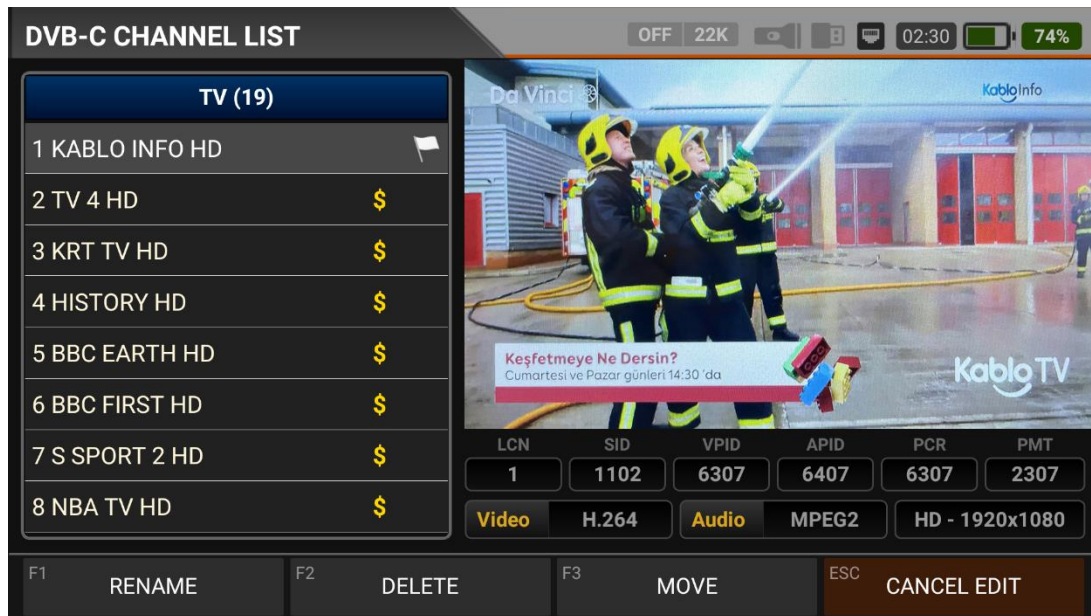 DVB-C CHANNEL LIST
OFF 22K 02:30 74%
TV (19)
1 KABLO INFO HD
2 TV 4 HD $
3 KRT TV HD $
4 HISTORY HD $
5 BBC EARTH HD $
6 BBC FIRST HD $
7 S SPORT 2 HD $
8 NBA TV HD $
Da Vinci
KabloInfo
Keşfetmeye Ne Dersin?
Cumartesi ve Pazar günleri 14:30 'da
Kablo TV
LCN SID VPID APID PCR PMT
1 1102 6307 6407 6307 2307
Video H.264 Audio MPEG2 HD - 1920x1080
F1 RENAME F2 DELETE F3 MOVE ESC CANCEL EDIT